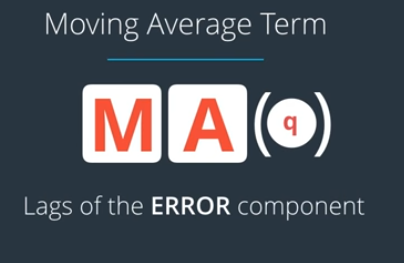 Moving Average Term
MA(q)
Lags of the ERROR component